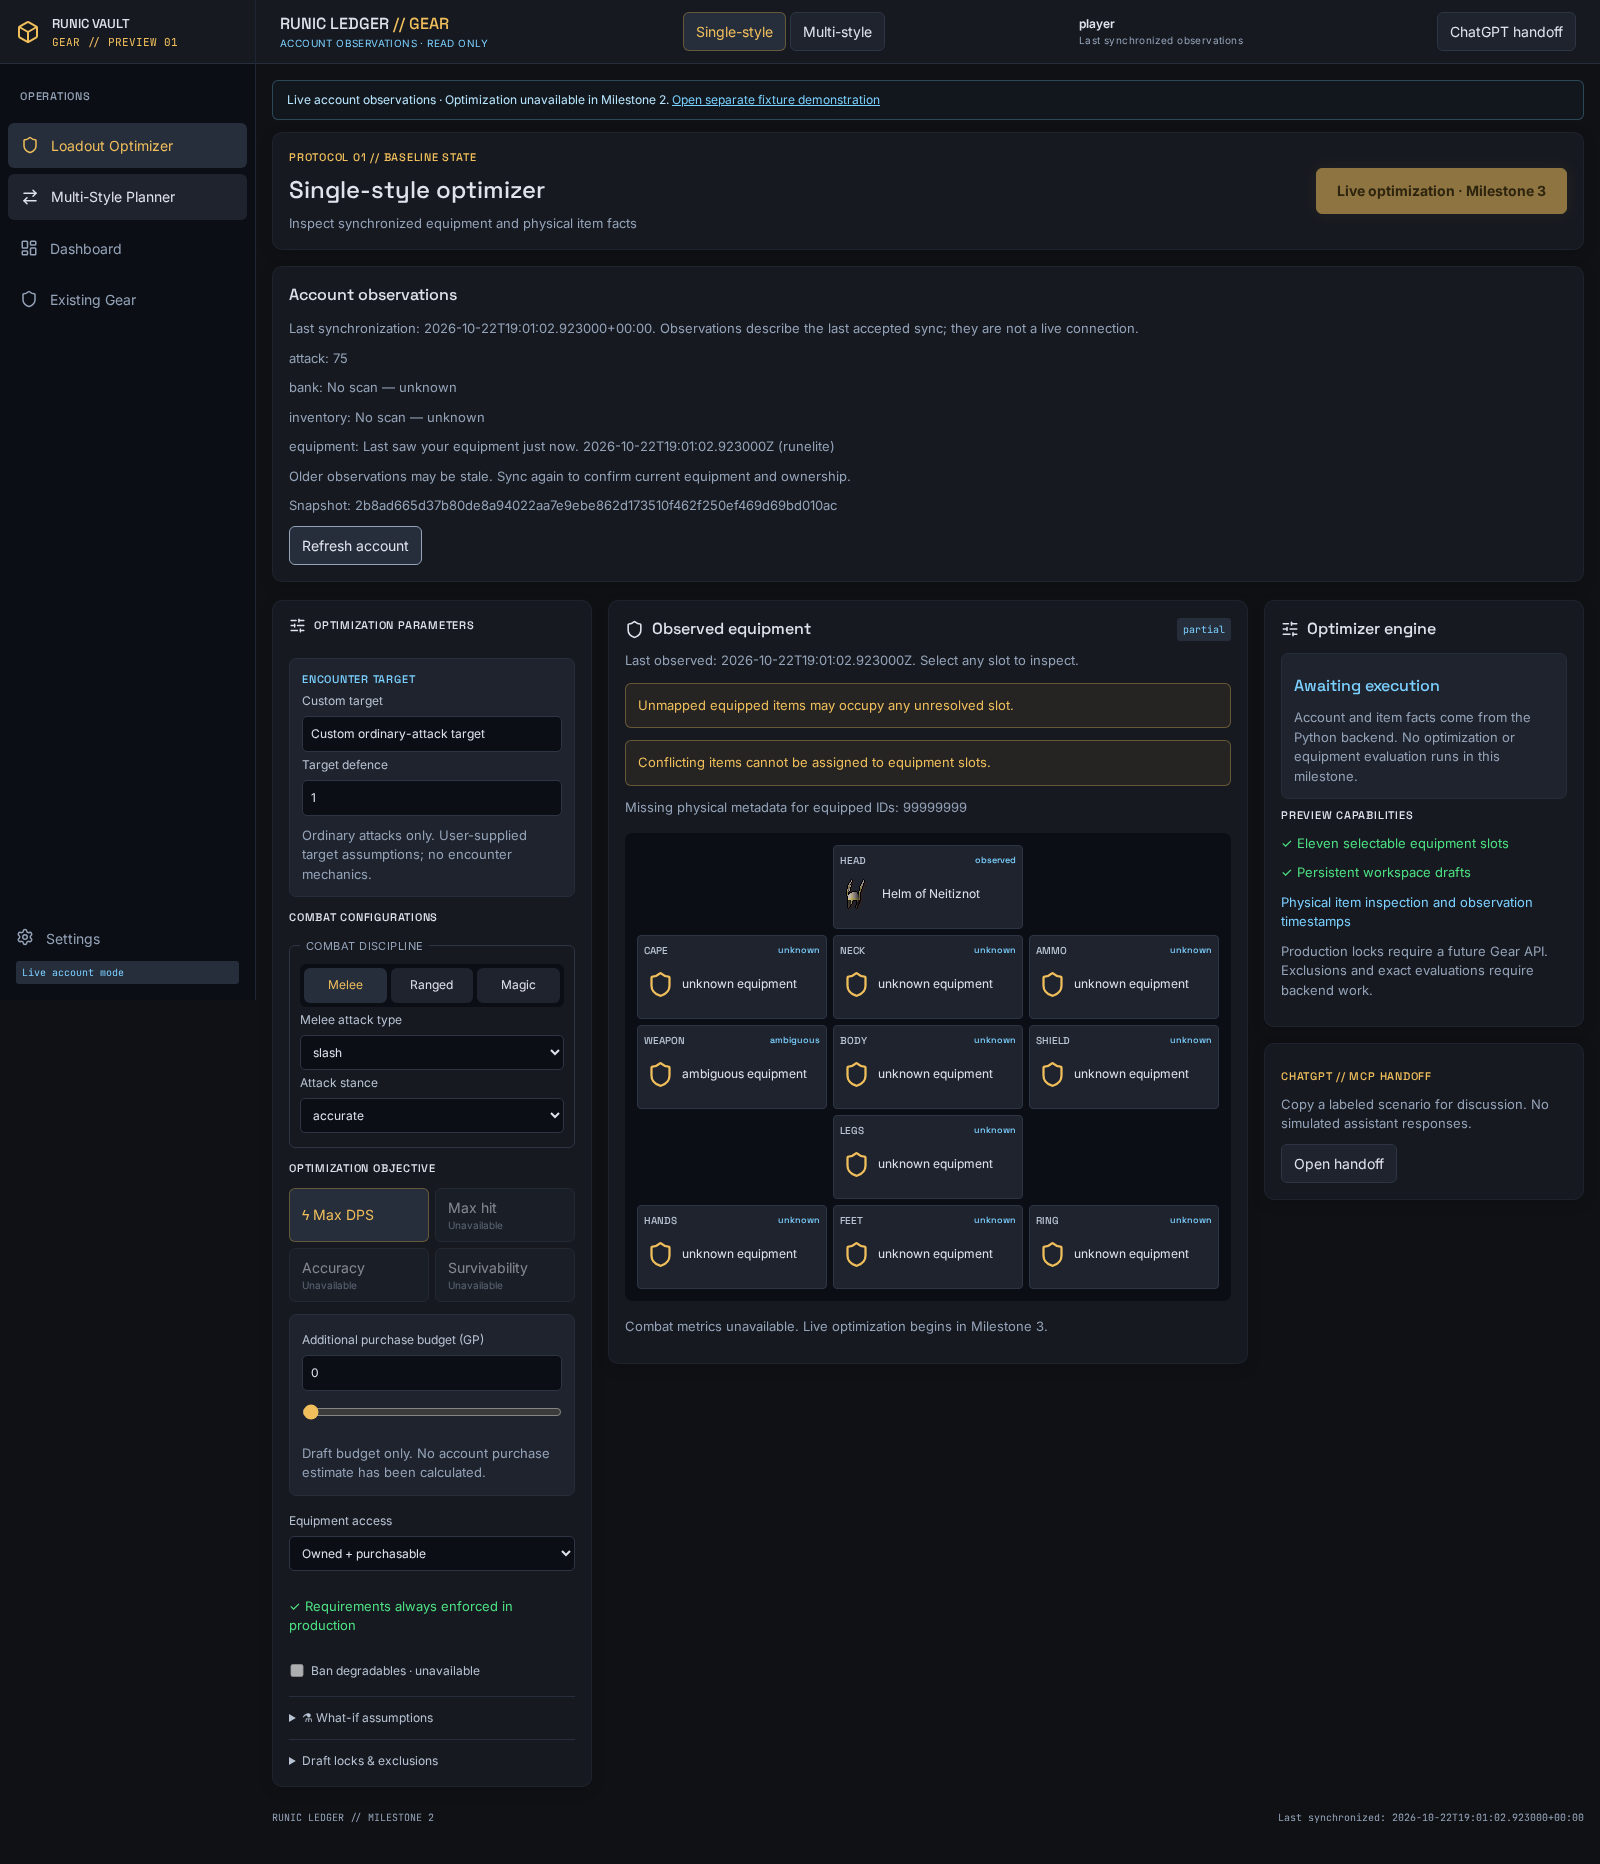 RUNIC VAULT
GEAR // PREVIEW 01
RUNIC LEDGER // GEAR
ACCOUNT OBSERVATIONS · READ ONLY
Single-style
Multi-style
player
Last synchronized observations
ChatGPT handoff
OPERATIONS
Loadout Optimizer
Multi-Style Planner
Dashboard
Existing Gear
Settings
Live account mode
Live account observations · Optimization unavailable in Milestone 2. Open separate fixture demonstration
PROTOCOL 01 // BASELINE STATE
Single-style optimizer
Inspect synchronized equipment and physical item facts
Live optimization · Milestone 3
Account observations
Last synchronization: 2026-10-22T19:01:02.923000+00:00. Observations describe the last accepted sync; they are not a live connection.
attack: 75
bank: No scan — unknown
inventory: No scan — unknown
equipment: Last saw your equipment just now. 2026-10-22T19:01:02.923000Z (runelite)
Older observations may be stale. Sync again to confirm current equipment and ownership.
Snapshot: 2b8ad665d37b80de8a94022aa7e9ebe862d173510f462f250ef469d69bd010ac
Refresh account
OPTIMIZATION PARAMETERS
ENCOUNTER TARGET
Custom target
Custom ordinary-attack target
Target defence
1
Ordinary attacks only. User-supplied
target assumptions; no encounter
mechanics.
COMBAT CONFIGURATIONS
COMBAT DISCIPLINE
Melee
Ranged
Magic
Melee attack type
slash
Attack stance
accurate
OPTIMIZATION OBJECTIVE
ϟ Max DPS
Max hit
Unavailable
Accuracy
Unavailable
Survivability
Unavailable
Additional purchase budget (GP)
0
Draft budget only. No account purchase
estimate has been calculated.
Equipment access
Owned + purchasable
✓ Requirements always enforced in
production
Ban degradables · unavailable
▶ ⚗ What-if assumptions
▶ Draft locks & exclusions
Observed equipment
partial
Last observed: 2026-10-22T19:01:02.923000Z. Select any slot to inspect.
Unmapped equipped items may occupy any unresolved slot.
Conflicting items cannot be assigned to equipment slots.
Missing physical metadata for equipped IDs: 99999999
HEAD observed
Helm of Neitiznot
CAPE unknown
unknown equipment
NECK unknown
unknown equipment
AMMO unknown
unknown equipment
WEAPON ambiguous
ambiguous equipment
BODY unknown
unknown equipment
SHIELD unknown
unknown equipment
LEGS unknown
unknown equipment
HANDS unknown
unknown equipment
FEET unknown
unknown equipment
RING unknown
unknown equipment
Combat metrics unavailable. Live optimization begins in Milestone 3.
Optimizer engine
Awaiting execution
Account and item facts come from the
Python backend. No optimization or
equipment evaluation runs in this
milestone.
PREVIEW CAPABILITIES
✓ Eleven selectable equipment slots
✓ Persistent workspace drafts
Physical item inspection and observation
timestamps
Production locks require a future Gear API.
Exclusions and exact evaluations require
backend work.
CHATGPT // MCP HANDOFF
Copy a labeled scenario for discussion. No
simulated assistant responses.
Open handoff
RUNIC LEDGER // MILESTONE 2
Last synchronized: 2026-10-22T19:01:02.923000+00:00